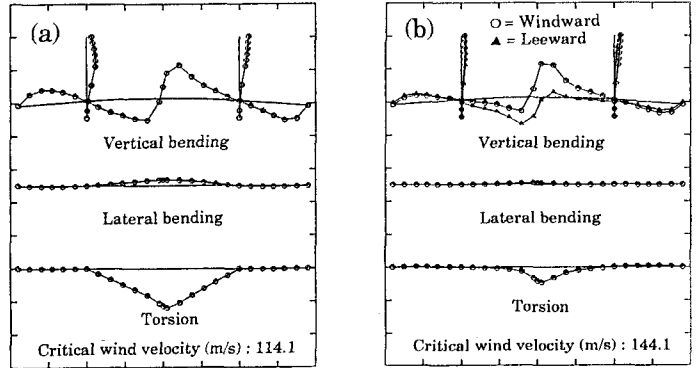 (a)
Vertical bending
Lateral bending
Torsion
Critical wind velocity (m/s) : 114.1
(b)
O = Windward
▲ = Leeward
Vertical bending
Lateral bending
Torsion
Critical wind velocity (m/s) : 144.1